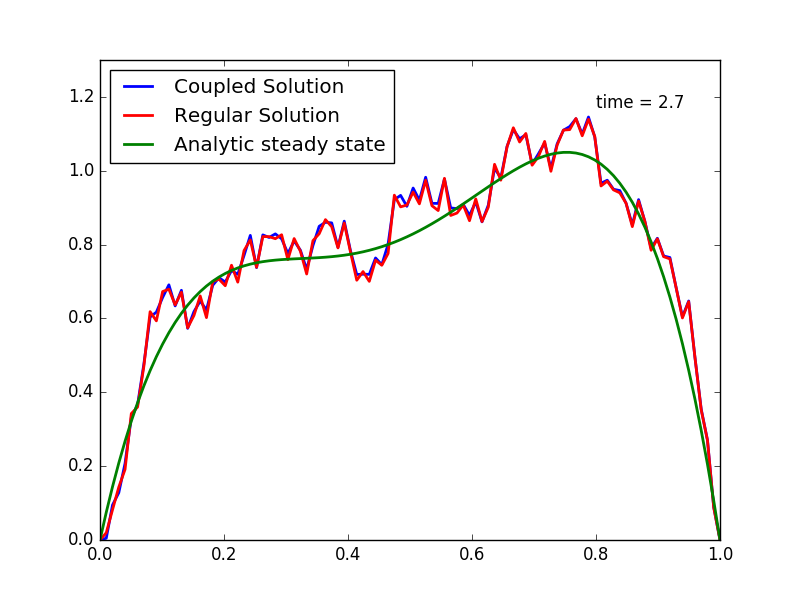 Coupled Solution
Regular Solution
Analytic steady state
time = 2.7
1.2
1.0
0.8
0.6
0.4
0.2
0.0
0.0 0.2 0.4 0.6 0.8 1.0